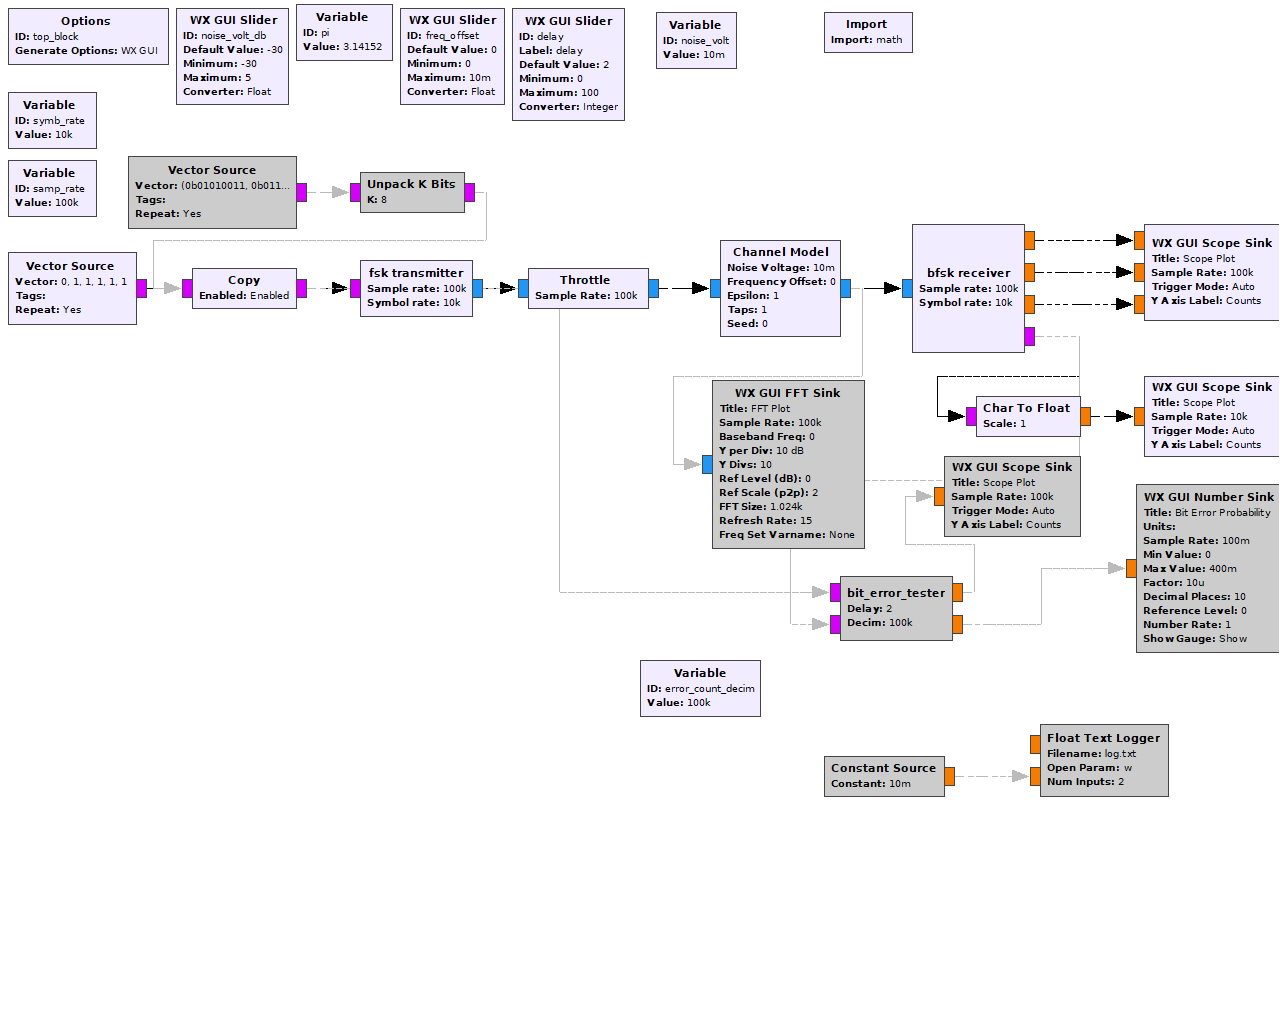 Options
ID: top_block
Generate Options: WX GUI
WX GUI Slider
ID: noise_volt_db
Default Value: -30
Minimum: -30
Maximum: 5
Converter: Float
Variable
ID: pi
Value: 3.14152
WX GUI Slider
ID: freq_offset
Default Value: 0
Minimum: 0
Maximum: 10m
Converter: Float
WX GUI Slider
ID: delay
Label: delay
Default Value: 2
Minimum: 0
Maximum: 100
Converter: Integer
Variable
ID: noise_volt
Value: 10m
Import
Import: math
Variable
ID: symb_rate
Value: 10k
Variable
ID: samp_rate
Value: 100k
Vector Source
Vector: (0b01010011, 0b011...
Tags:
Repeat: Yes
Unpack K Bits
K: 8
Vector Source
Vector: 0, 1, 1, 1, 1, 1
Tags:
Repeat: Yes
Copy
Enabled: Enabled
fsk transmitter
Sample rate: 100k
Symbol rate: 10k
Throttle
Sample Rate: 100k
Channel Model
Noise Voltage: 10m
Frequency Offset: 0
Epsilon: 1
Taps: 1
Seed: 0
bfsk receiver
Sample rate: 100k
Symbol rate: 10k
WX GUI Scope Sink
Title: Scope Plot
Sample Rate: 100k
Trigger Mode: Auto
Y Axis Label: Counts
WX GUI FFT Sink
Title: FFT Plot
Sample Rate: 100k
Baseband Freq: 0
Y per Div: 10 dB
Y Divs: 10
Ref Level (dB): 0
Ref Scale (p2p): 2
FFT Size: 1.024k
Refresh Rate: 15
Freq Set Varname: None
Char To Float
Scale: 1
WX GUI Scope Sink
Title: Scope Plot
Sample Rate: 10k
Trigger Mode: Auto
Y Axis Label: Counts
WX GUI Scope Sink
Title: Scope Plot
Sample Rate: 100k
Trigger Mode: Auto
Y Axis Label: Counts
WX GUI Number Sink
Title: Bit Error Probability
Units:
Sample Rate: 100m
Min Value: 0
Max Value: 400m
Factor: 10u
Decimal Places: 10
Reference Level: 0
Number Rate: 1
Show Gauge: Show
bit_error_tester
Delay: 2
Decim: 100k
Variable
ID: error_count_decim
Value: 100k
Constant Source
Constant: 10m
Float Text Logger
Filename: log.txt
Open Param: w
Num Inputs: 2